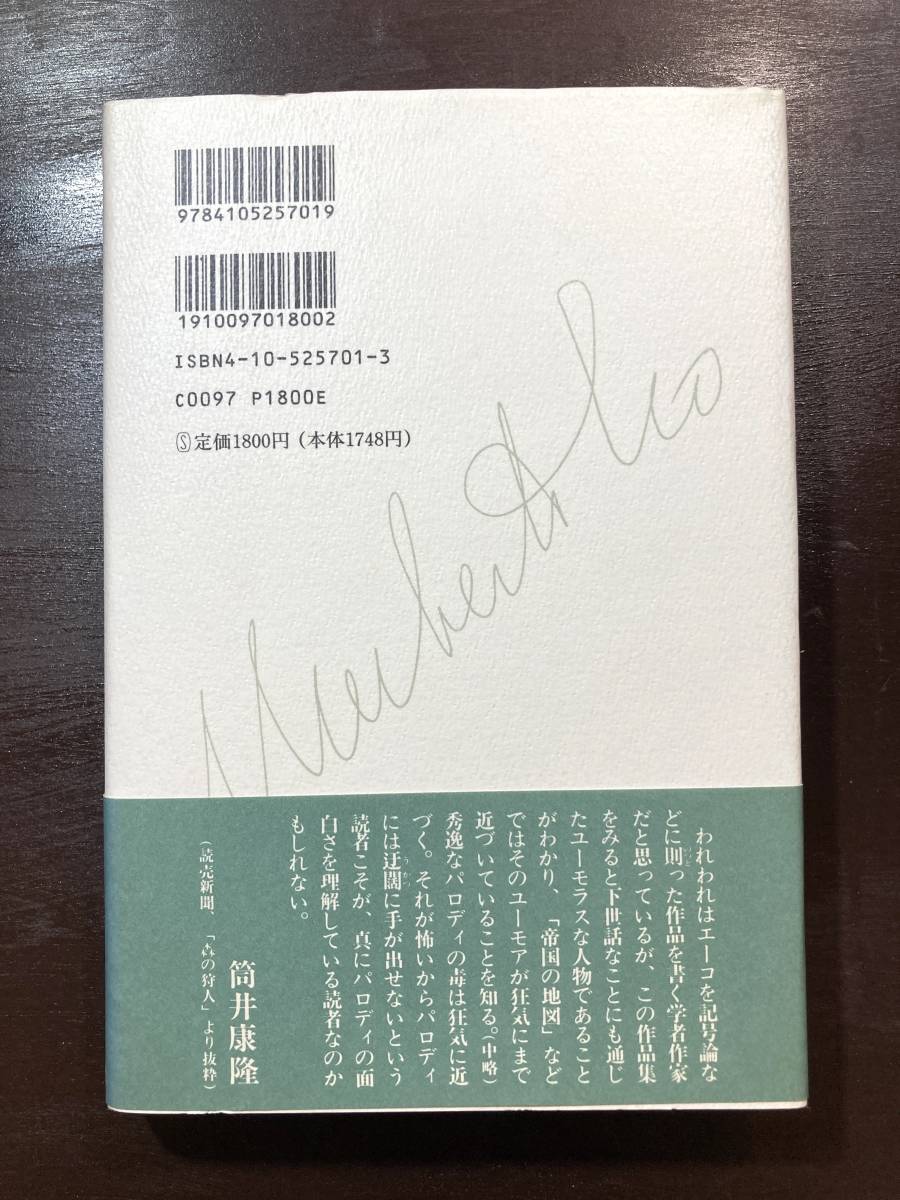 9784105257019
1910097018002
ISBN4-10-525701-3
C0097 P1800E
Ⓢ定価1800円（本体1748円）
Umberto Eco
われわれはエーコを記号論な
どに則った作品を書く学者作家
だと思っているが、この作品集
をみると下世話なことにも通じ
たユーモラスな人物であること
がわかり、「帝国の地図」など
ではそのユーモアが狂気にまで
近づいていることを知る。（中略）
秀逸なパロディの毒は狂気に近
づく。それが怖いからパロディ
には迂闊に手が出せないという
読者こそが、真にパロディの面
白さを理解している読者なのか
もしれない。
筒井康隆
（読売新聞、「森の狩人」より抜粋）